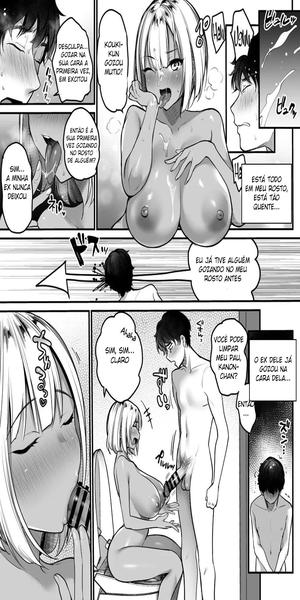 DESCULPA..
GOZAR NA
SUA CARA A
PRMEIRA VEZ,
EM EXCITOU
KOUKI-
KUN
GOZOU
MUTIO!
ENTÃO É
A SUA PRIMEIRA
VEZ GOZANDO
NO ROSTO
DE ALGUÉM?
SIM...
A MINHA
EX NUNCA
DEIXOU
ESTÁ TODO
EM MEU ROSTO,
ESTÁ TÃO
QUENTE...
EU JÁ TIVE ALGUÉM
GOZANDO NO MEU
ROSTO ANTES
O EX DELE JÁ
GOZOU NA
CARA DELA...
ENTÃO
VOCÊ PODE
LIMPAR
MEU PAU,
KANON-
CHAN?
SIM, SIM...
CLARO